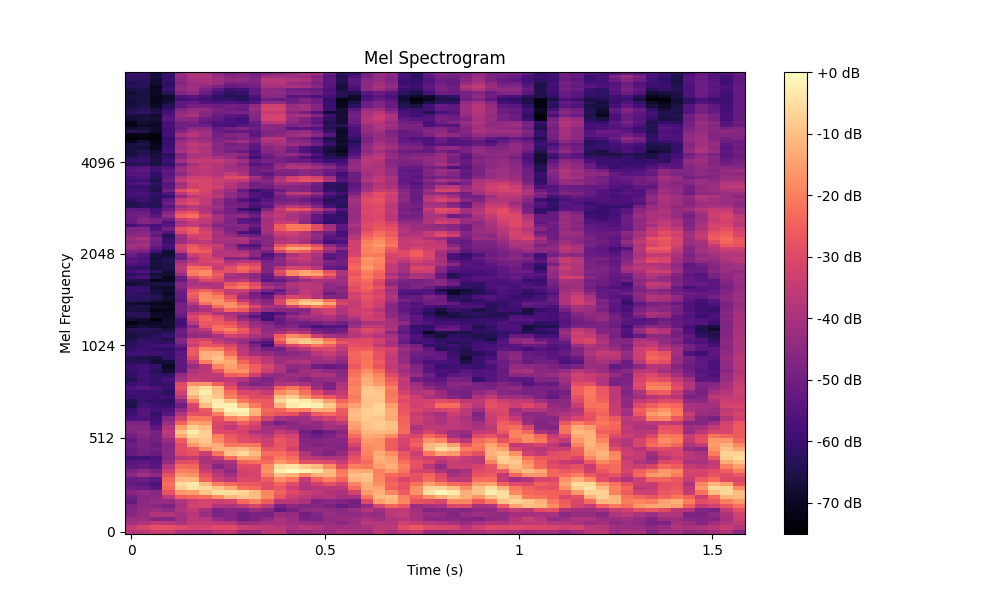 Mel Spectrogram
+0 dB
-10 dB
-20 dB
-30 dB
-40 dB
-50 dB
-60 dB
-70 dB
Mel Frequency
4096
2048
1024
512
0
0
0.5
1
1.5
Time (s)